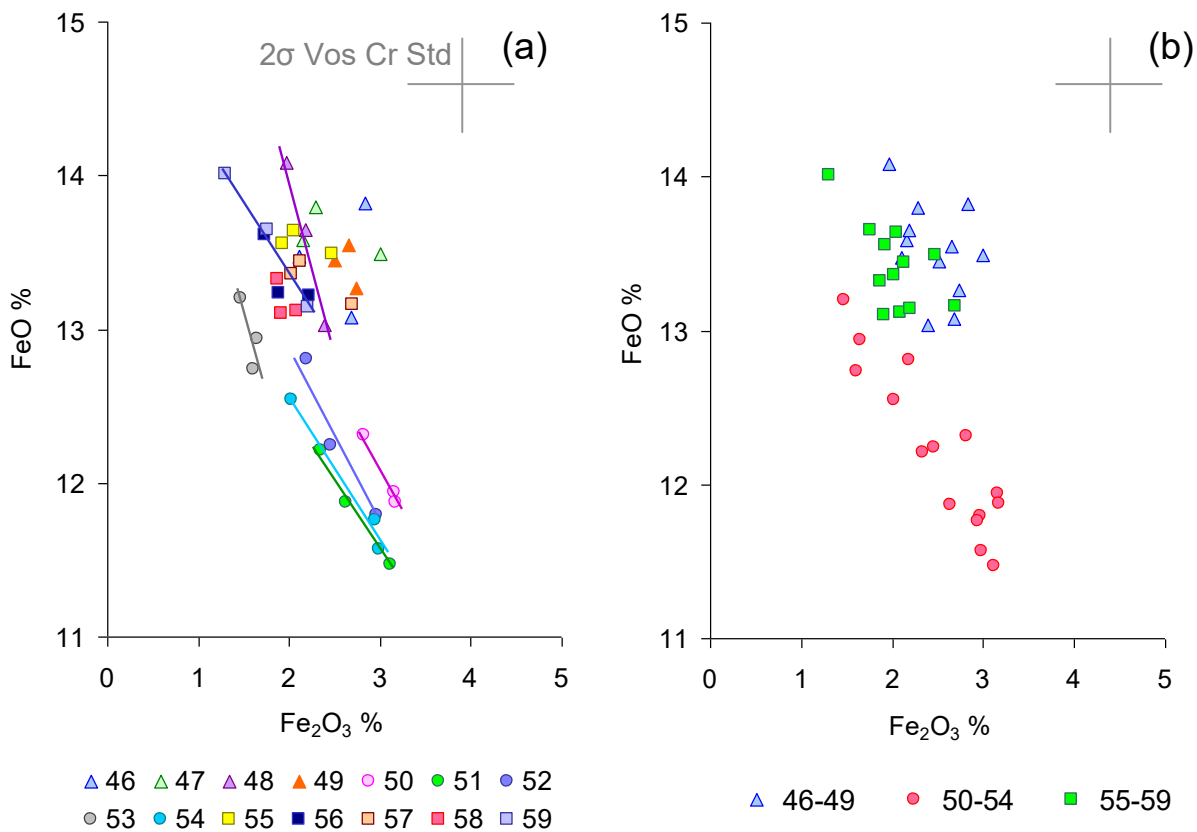 2σ Vos Cr Std
(a)
15
14
13
12
11
FeO %
0 1 2 3 4 5
Fe₂O₃ %
46 47 48 49 50 51 52
53 54 55 56 57 58 59
(b)
15
14
13
12
11
FeO %
0 1 2 3 4 5
Fe₂O₃ %
46-49 50-54 55-59